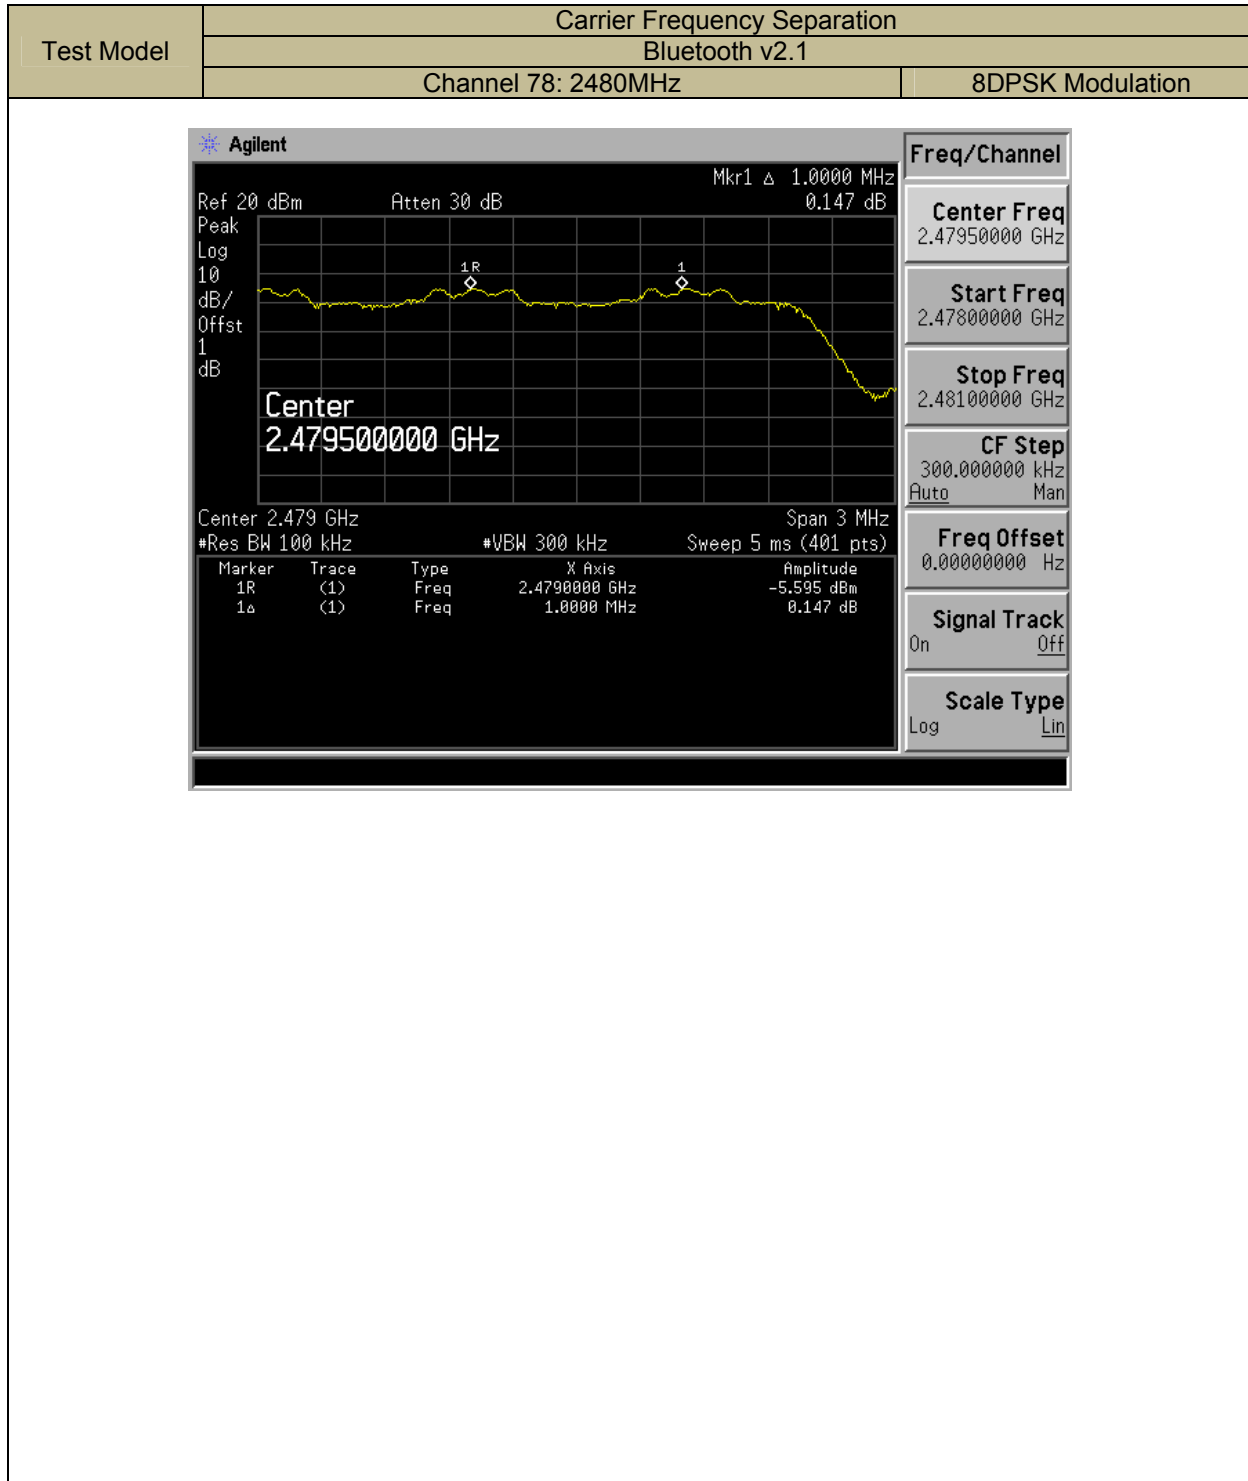 Test Model
Carrier Frequency Separation
Bluetooth v2.1
Channel 78: 2480MHz
8DPSK Modulation
Agilent
Mkr1 Δ 1.0000 MHz
Ref 20 dBm Atten 30 dB 0.147 dB
Peak
Log
10
dB/
Offst
1
dB
1R
1
Center
2.479500000 GHz
Center 2.479 GHz Span 3 MHz
#Res BW 100 kHz #VBW 300 kHz Sweep 5 ms (401 pts)
Marker Trace Type X Axis Amplitude
1R (1) Freq 2.4790000 GHz -5.595 dBm
1Δ (1) Freq 1.0000 MHz 0.147 dB
Freq/Channel
Center Freq
2.47950000 GHz
Start Freq
2.47800000 GHz
Stop Freq
2.48100000 GHz
CF Step
300.000000 kHz
Auto Man
Freq Offset
0.00000000 Hz
Signal Track
On Off
Scale Type
Log Lin